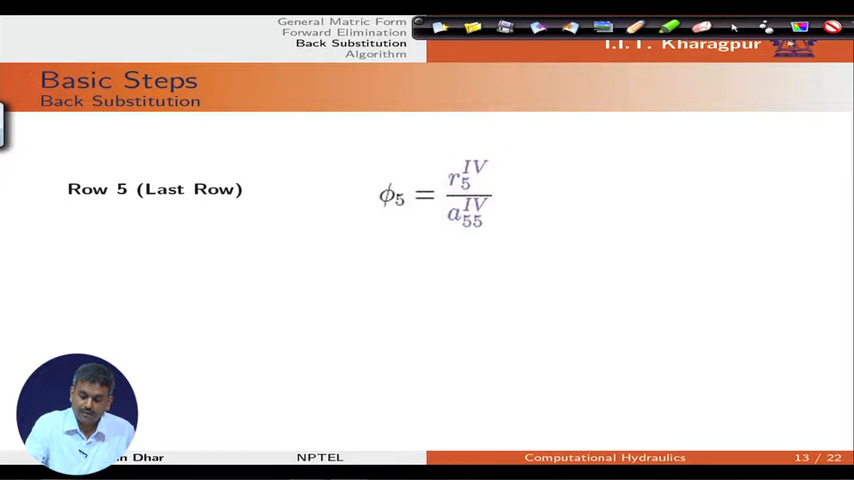 General Matric Form
Forward Elimination
Back Substitution
Algorithm
I.I.T. Kharagpur
Basic Steps
Back Substitution
Row 5 (Last Row)
ϕ₅ = r₅^{IV} / a₅₅^{IV}
Dhar
NPTEL
Computational Hydraulics
13 / 22